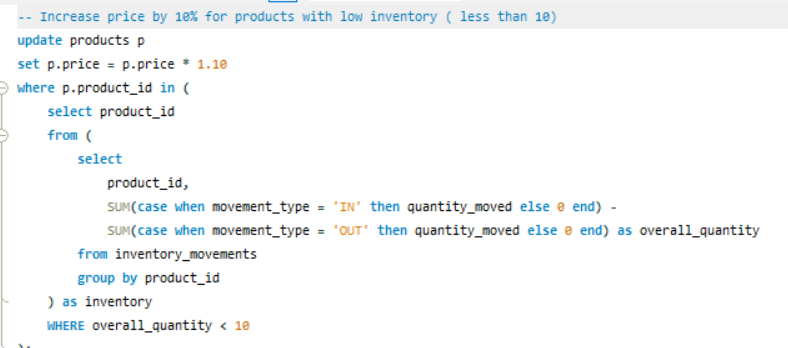 -- Increase price by 10% for products with low inventory ( less than 10)
update products p
set p.price = p.price * 1.10
where p.product_id in (
    select product_id
    from (
        select
            product_id,
            SUM(case when movement_type = 'IN' then quantity_moved else 0 end) -
            SUM(case when movement_type = 'OUT' then quantity_moved else 0 end) as overall_quantity
        from inventory_movements
        group by product_id
    ) as inventory
    WHERE overall_quantity < 10
);